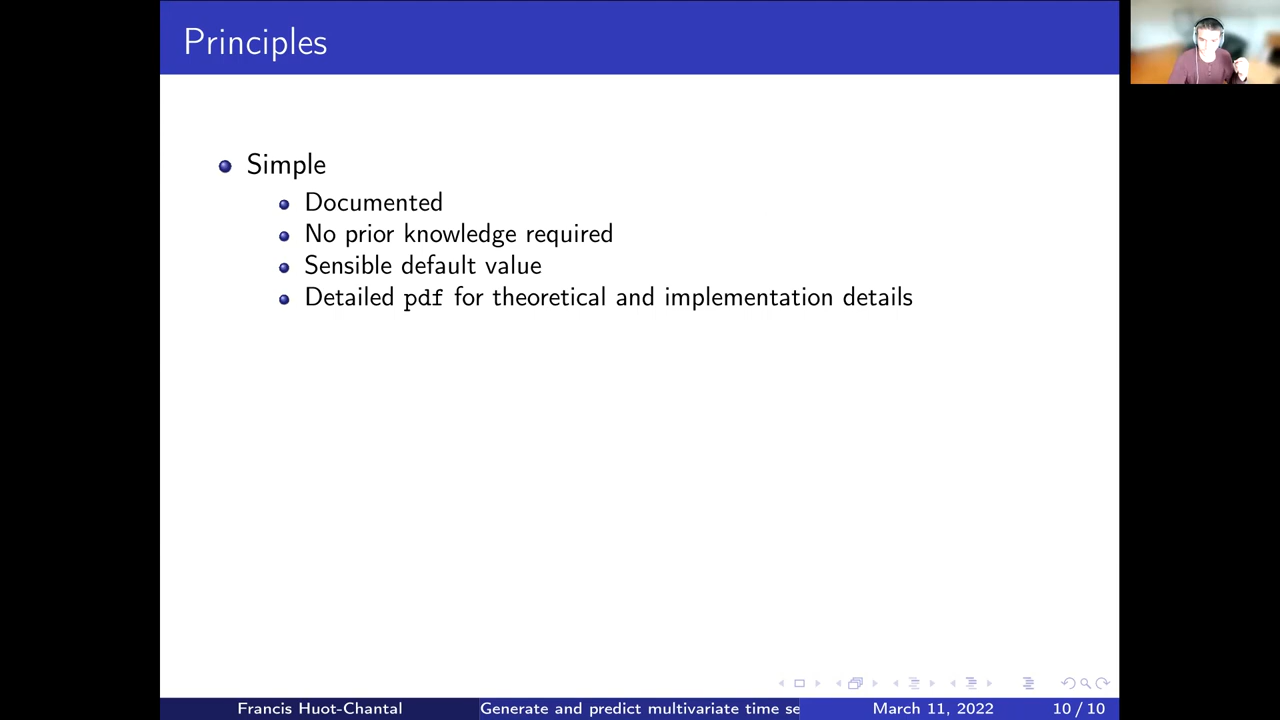 Principles
Simple
Documented
No prior knowledge required
Sensible default value
Detailed pdf for theoretical and implementation details
Francis Huot-Chantal
Generate and predict multivariate time se
March 11, 2022
10 / 10